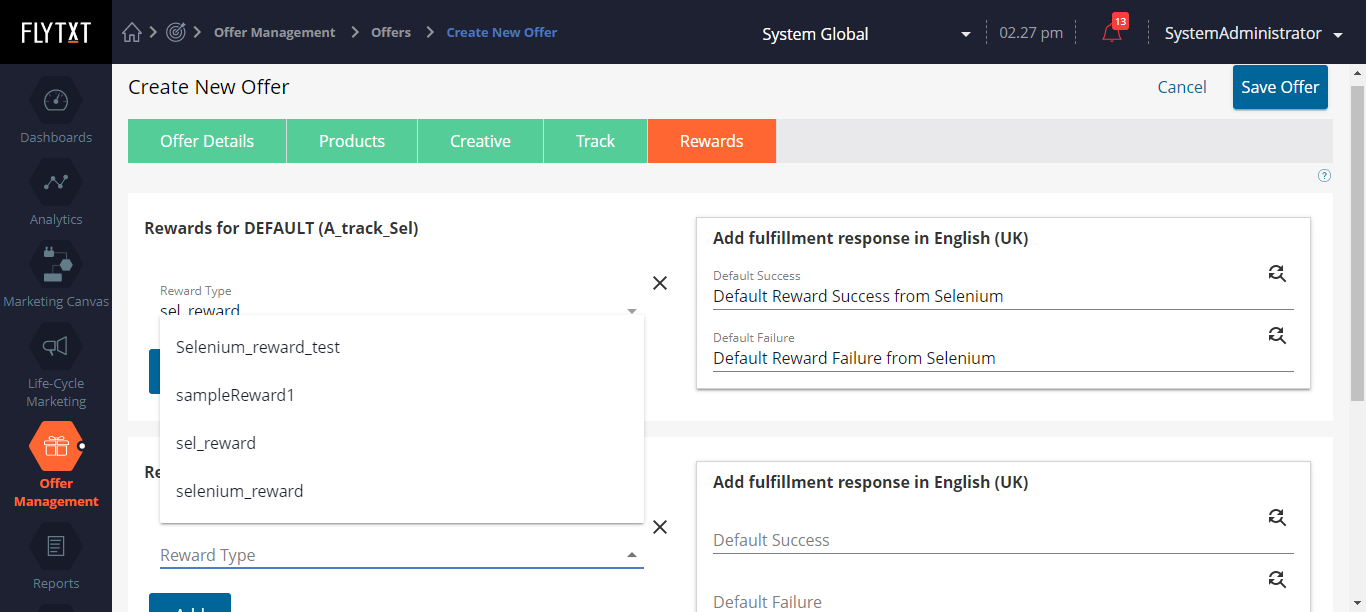 FLYTXT
Offer Management
Offers
Create New Offer
System Global
02.27 pm
13
SystemAdministrator
Dashboards
Analytics
Marketing Canvas
Life-Cycle
Marketing
Offer
Management
Reports
Create New Offer
Cancel
Save Offer
Offer Details
Products
Creative
Track
Rewards
?
Rewards for DEFAULT (A_track_Sel)
Reward Type
sel_reward
Selenium_reward_test
sampleReward1
sel_reward
selenium_reward
Add fulfillment response in English (UK)
Default Success
Default Reward Success from Selenium
Default Failure
Default Reward Failure from Selenium
Reward Type
Add fulfillment response in English (UK)
Default Success
Default Failure